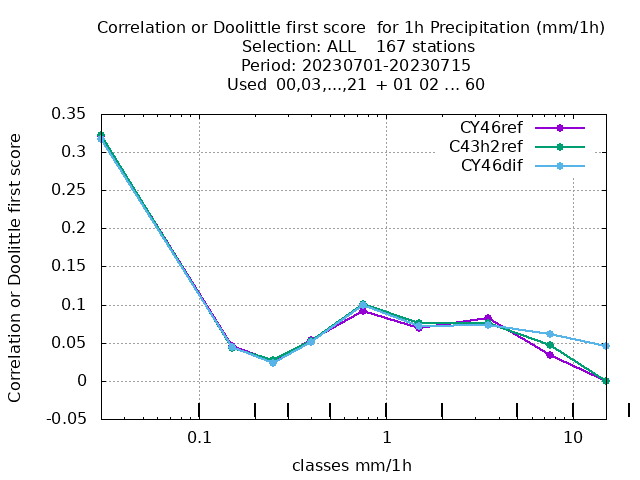 Correlation or Doolittle first score  for 1h Precipitation (mm/1h)
Selection: ALL    167 stations
Period: 20230701-20230715
Used  00,03,...,21  + 01 02 ... 60
CY46ref
C43h2ref
CY46dif
0.35
0.3
0.25
0.2
0.15
0.1
0.05
0
-0.05
Correlation or Doolittle first score
0.1
1
10
classes mm/1h